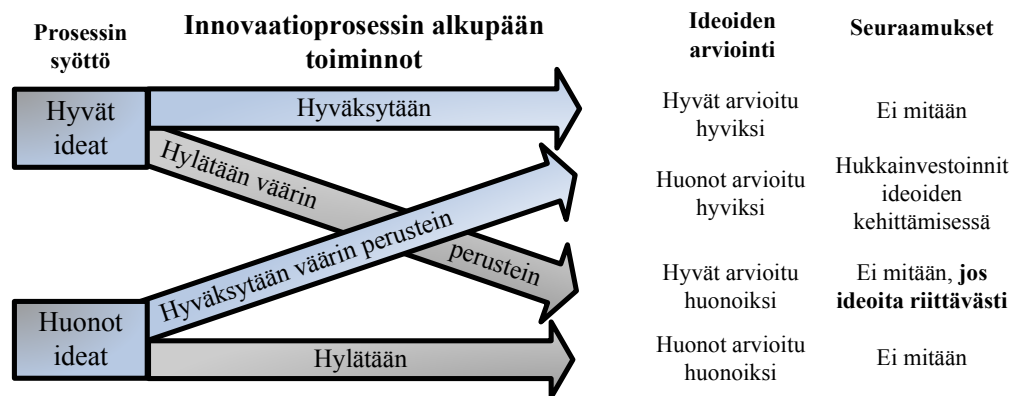 Prosessin
syöttö
Innovaatioprosessin alkupään
toiminnot
Ideoiden
arviointi
Seuraamukset
Hyvät
ideat
Hyväksytään
Hyvät arvioitu
hyviksi
Ei mitään
Hylätään väärin
perustein
Hyväksytään väärin perustein
Huonot arvioitu
hyviksi
Hukkainvestoinnit
ideoiden
kehittämisessä
Hyvät arvioitu
huonoiksi
Ei mitään, jos
ideoita riittävästi
Huonot
ideat
Hylätään
Huonot arvioitu
huonoiksi
Ei mitään